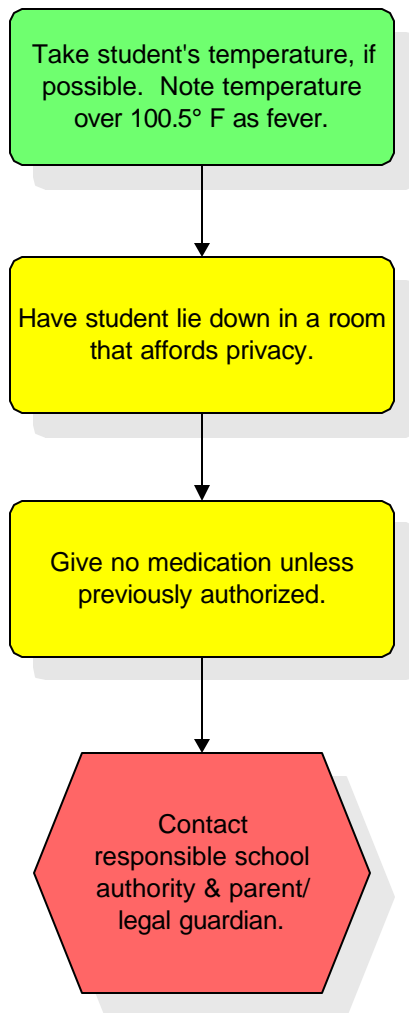 Take student's temperature, if
possible.  Note temperature
over 100.5° F as fever.
Have student lie down in a room
that affords privacy.
Give no medication unless
previously authorized.
Contact
responsible school
authority & parent/
legal guardian.